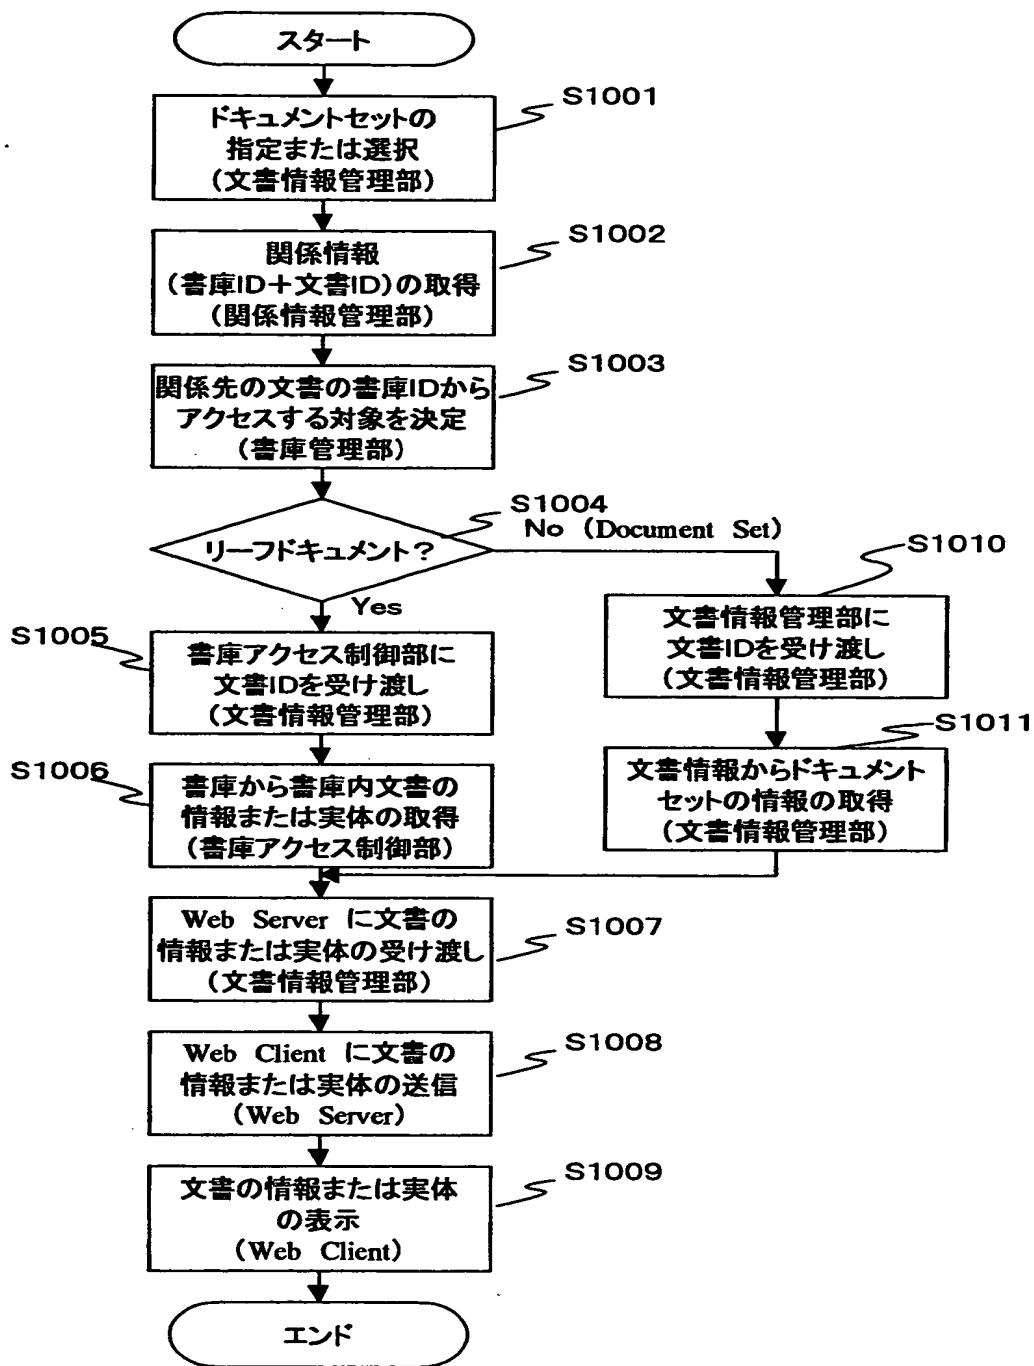 スタート
S1001
ドキュメントセットの
指定または選択
(文書情報管理部)
S1002
関係情報
(書庫ID＋文書ID)の取得
(関係情報管理部)
S1003
関係先の文書の書庫IDから
アクセスする対象を決定
(書庫管理部)
S1004
リーフドキュメント？
No (Document Set)
Yes
S1005
書庫アクセス制御部に
文書IDを受け渡し
(文書情報管理部)
S1010
文書情報管理部に
文書IDを受け渡し
(文書情報管理部)
S1006
書庫から書庫内文書の
情報または実体の取得
(書庫アクセス制御部)
S1011
文書情報からドキュメント
セットの情報の取得
(文書情報管理部)
S1007
Web Server に文書の
情報または実体の受け渡し
(文書情報管理部)
S1008
Web Client に文書の
情報または実体の送信
(Web Server)
S1009
文書の情報または実体
の表示
(Web Client)
エンド